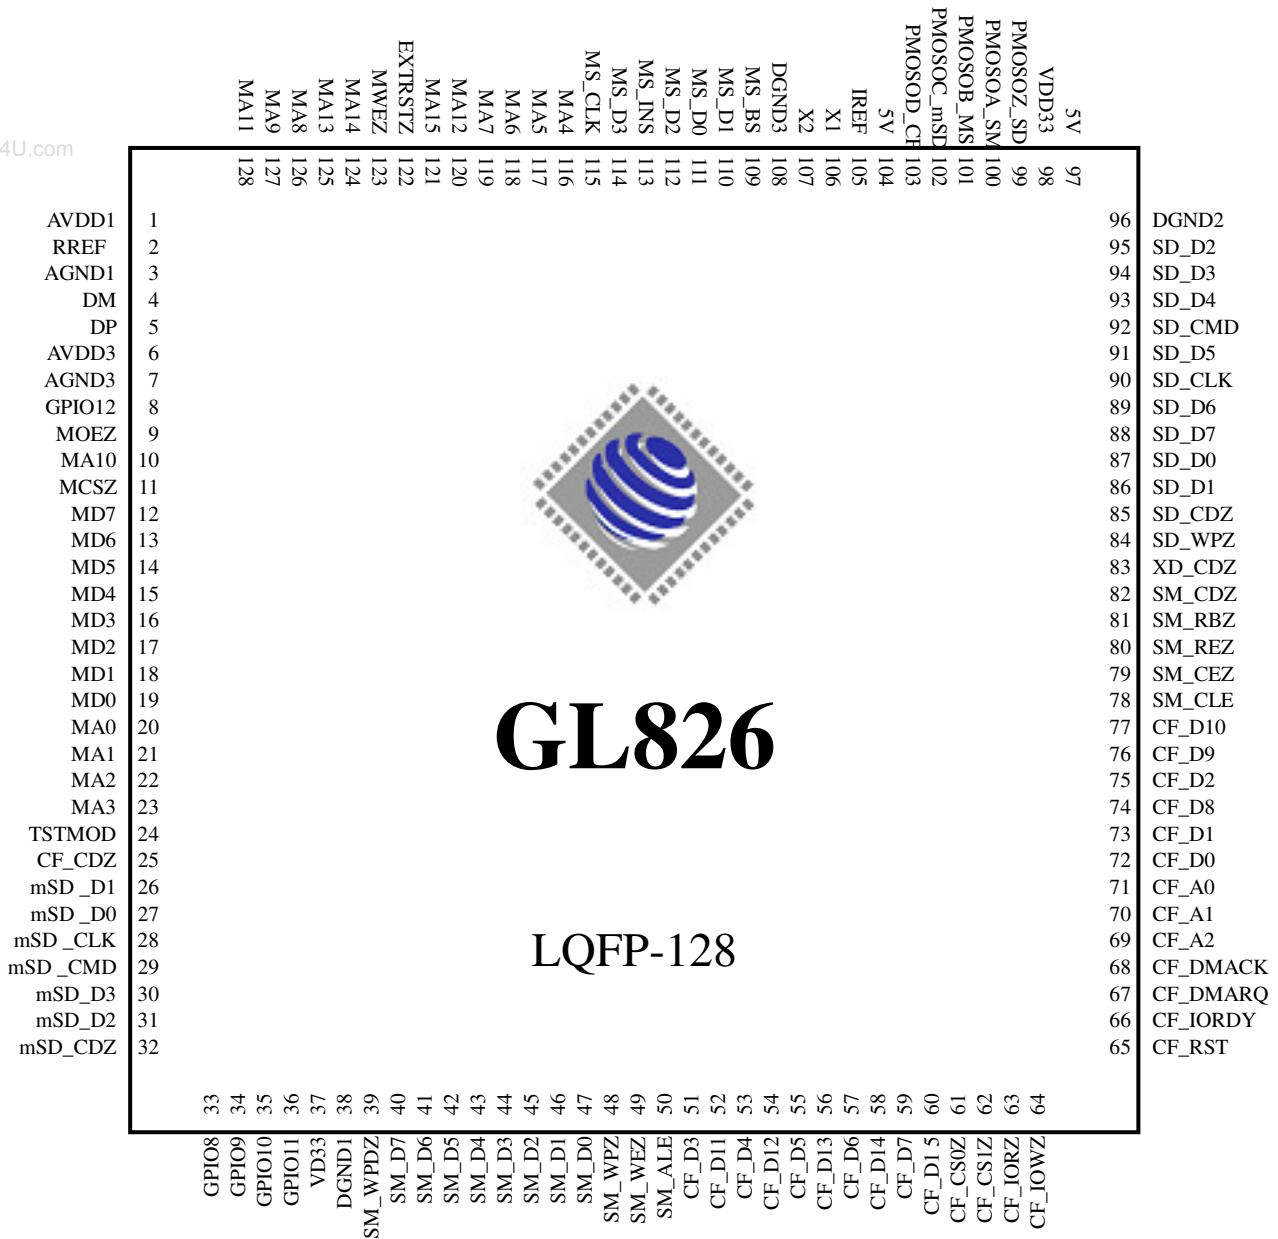 4U.com
MA11 MA9 MA8 MA13 MA14 MWEZ EXTRSTZ MA15 MA12 MA7 MA6 MA5 MA4 MS_CLK MS_D3 MS_INS MS_D2 MS_D0 MS_D1 MS_BS DGND3 X2 X1 IREF 5V PMOSOD_CF PMOSOC_mSD PMOSOB_MS PMOSOA_SM PMOSOZ_SD VDD33 5V
128 127 126 125 124 123 122 121 120 119 118 117 116 115 114 113 112 111 110 109 108 107 106 105 104 103 102 101 100 99 98 97
AVDD1 1 96 DGND2
RREF 2 95 SD_D2
AGND1 3 94 SD_D3
DM 4 93 SD_D4
DP 5 92 SD_CMD
AVDD3 6 91 SD_D5
AGND3 7 90 SD_CLK
GPIO12 8 89 SD_D6
MOEZ 9 88 SD_D7
MA10 10 87 SD_D0
MCSZ 11 86 SD_D1
MD7 12 85 SD_CDZ
MD6 13 84 SD_WPZ
MD5 14 83 XD_CDZ
MD4 15 82 SM_CDZ
MD3 16 81 SM_RBZ
MD2 17 80 SM_REZ
MD1 18 79 SM_CEZ
MD0 19 78 SM_CLE
MA0 20 77 CF_D10
MA1 21 76 CF_D9
MA2 22 75 CF_D2
MA3 23 74 CF_D8
TSTMOD 24 73 CF_D1
CF_CDZ 25 72 CF_D0
mSD _D1 26 71 CF_A0
mSD _D0 27 70 CF_A1
mSD _CLK 28 69 CF_A2
mSD _CMD 29 68 CF_DMACK
mSD_D3 30 67 CF_DMARQ
mSD_D2 31 66 CF_IORDY
mSD_CDZ 32 65 CF_RST
GL826
LQFP-128
33 34 35 36 37 38 39 40 41 42 43 44 45 46 47 48 49 50 51 52 53 54 55 56 57 58 59 60 61 62 63 64
GPIO8 GPIO9 GPIO10 GPIO11 VD33 DGND1 SM_WPDZ SM_D7 SM_D6 SM_D5 SM_D4 SM_D3 SM_D2 SM_D1 SM_D0 SM_WPZ SM_WEZ SM_ALE CF_D3 CF_D11 CF_D4 CF_D12 CF_D5 CF_D13 CF_D6 CF_D14 CF_D7 CF_D15 CF_CS0Z CF_CS1Z CF_IORZ CF_IOWZ